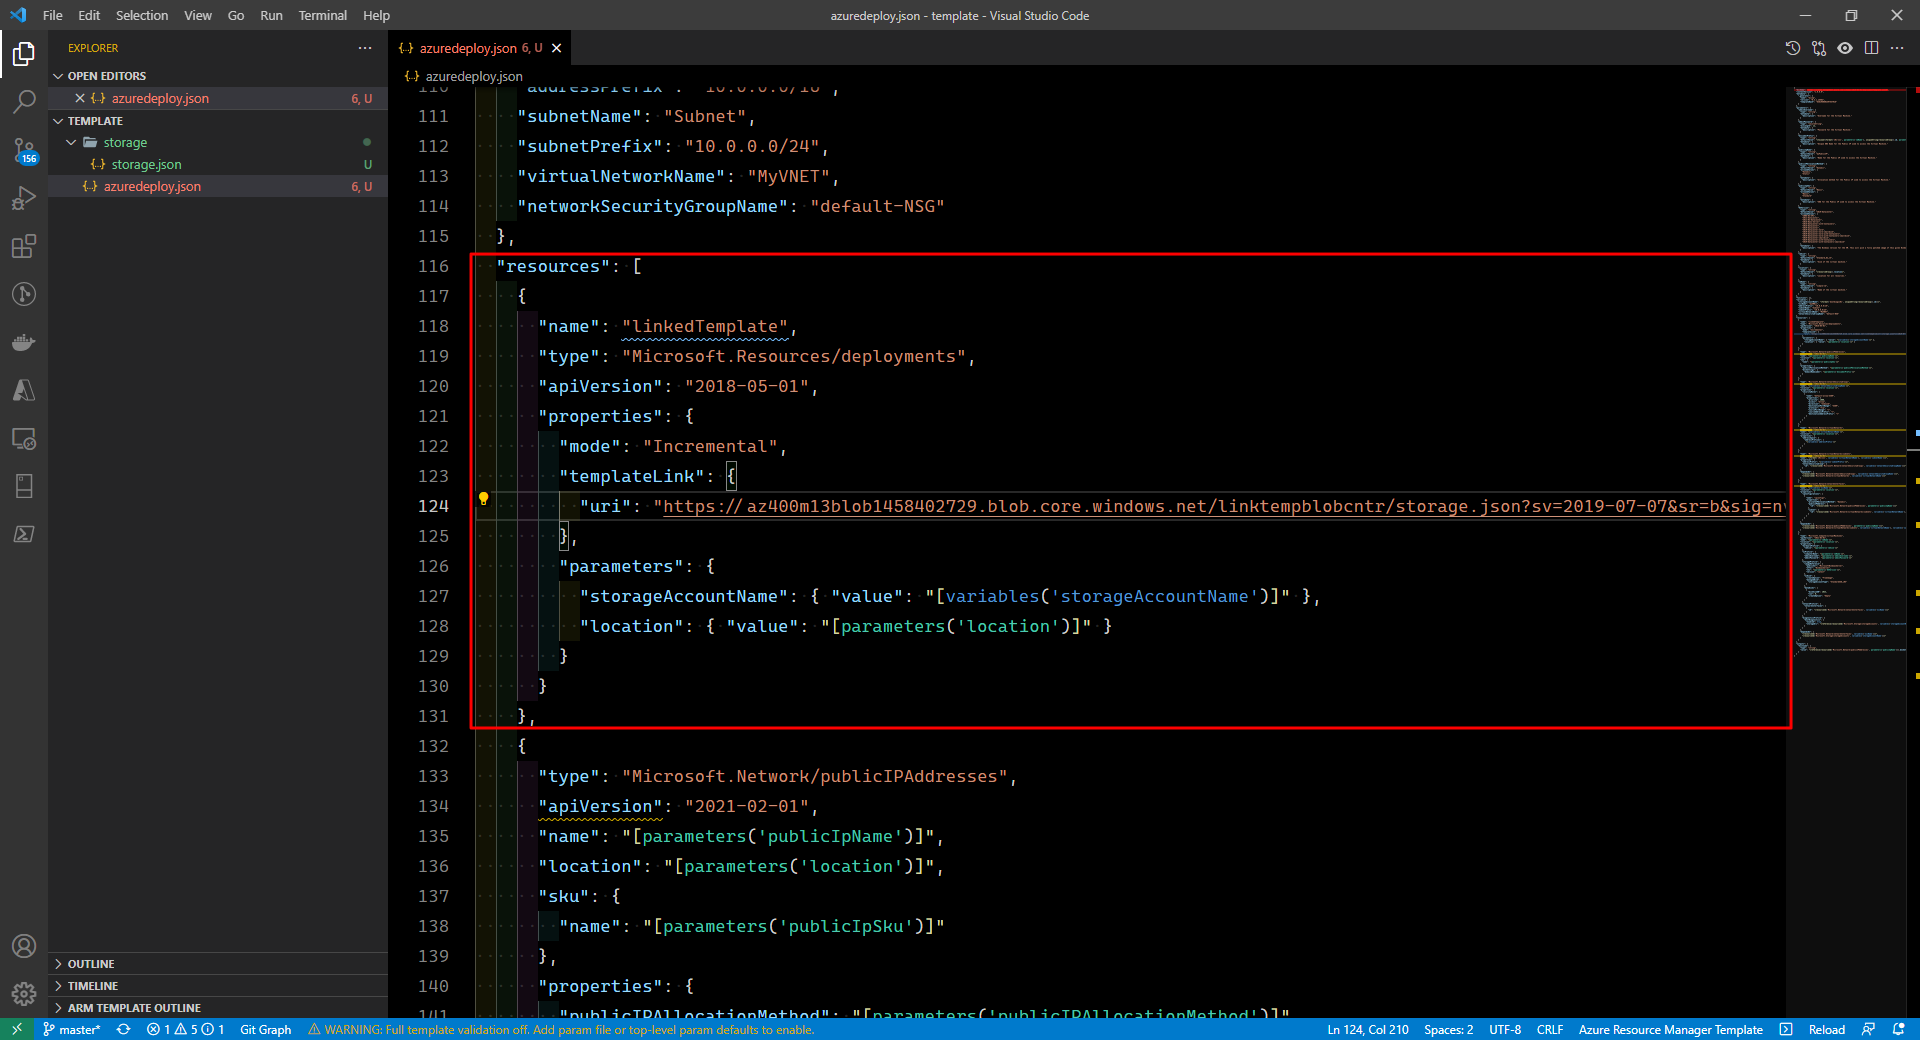 File Edit Selection View Go Run Terminal Help
azuredeploy.json - template - Visual Studio Code
EXPLORER
azuredeploy.json 6, U
OPEN EDITORS
azuredeploy.json 6, U
TEMPLATE
storage
storage.json U
azuredeploy.json 6, U
156
OUTLINE
TIMELINE
ARM TEMPLATE OUTLINE
azuredeploy.json
110 "addressPrefix": "10.0.0.0/16",
111 "subnetName": "Subnet",
112 "subnetPrefix": "10.0.0.0/24",
113 "virtualNetworkName": "MyVNET",
114 "networkSecurityGroupName": "default-NSG"
115 },
116 "resources": [
117 {
118 "name": "linkedTemplate",
119 "type": "Microsoft.Resources/deployments",
120 "apiVersion": "2018-05-01",
121 "properties": {
122 "mode": "Incremental",
123 "templateLink": {
124 "uri": "https://az400m13blob1458402729.blob.core.windows.net/linktempblobcntr/storage.json?sv=2019-07-07&sr=b&sig=n
125 },
126 "parameters": {
127 "storageAccountName": { "value": "[variables('storageAccountName')]" },
128 "location": { "value": "[parameters('location')]" }
129 }
130 }
131 },
132 {
133 "type": "Microsoft.Network/publicIPAddresses",
134 "apiVersion": "2021-02-01",
135 "name": "[parameters('publicIpName')]",
136 "location": "[parameters('location')]",
137 "sku": {
138 "name": "[parameters('publicIpSku')]"
139 },
140 "properties": {
141 "publicIPAllocationMethod": "[parameters('publicIPAllocationMethod')]"
master* 1 5 1 Git Graph WARNING: Full template validation off. Add param file or top-level param defaults to enable. Ln 124, Col 210 Spaces: 2 UTF-8 CRLF Azure Resource Manager Template Reload